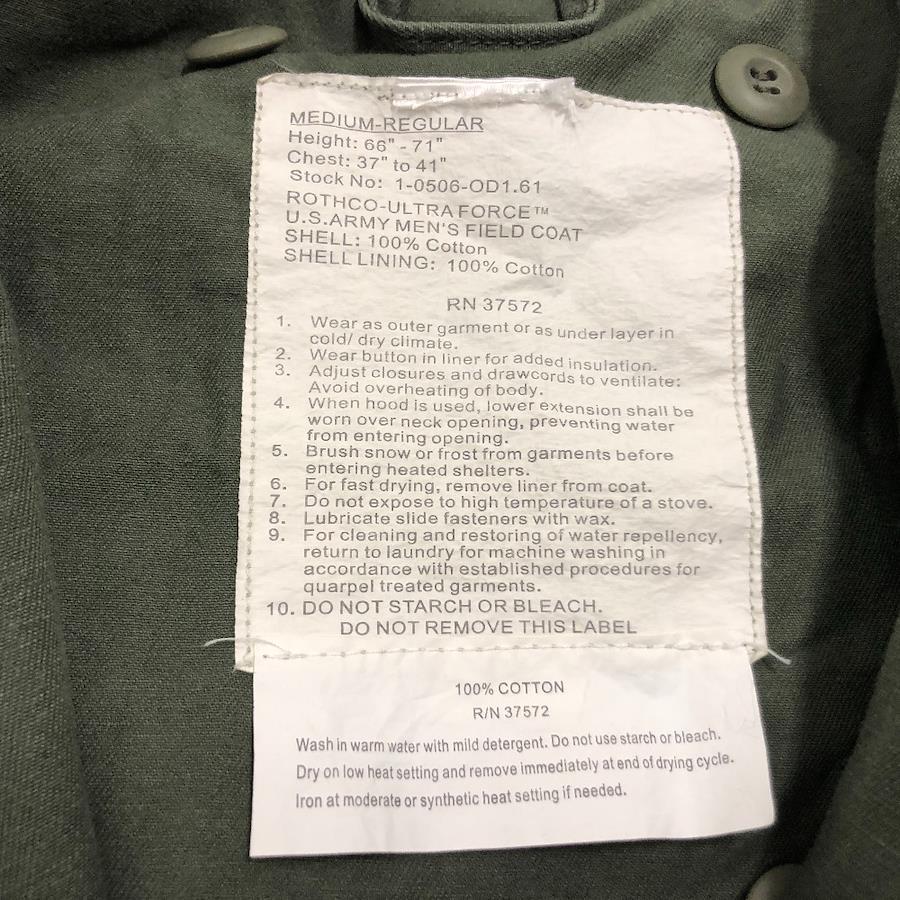 MEDIUM-REGULAR
Height: 66" - 71"
Chest: 37" to 41"
Stock No: 1-0506-OD1.61
ROTHCO-ULTRA FORCE™
U.S.ARMY MEN'S FIELD COAT
SHELL: 100% Cotton
SHELL LINING: 100% Cotton
RN 37572
1. Wear as outer garment or as under layer in
cold/ dry climate.
2. Wear button in liner for added insulation.
3. Adjust closures and drawcords to ventilate:
Avoid overheating of body.
4. When hood is used, lower extension shall be
worn over neck opening, preventing water
from entering opening.
5. Brush snow or frost from garments before
entering heated shelters.
6. For fast drying, remove liner from coat.
7. Do not expose to high temperature of a stove.
8. Lubricate slide fasteners with wax.
9. For cleaning and restoring of water repellency,
return to laundry for machine washing in
accordance with established procedures for
quarpel treated garments.
10. DO NOT STARCH OR BLEACH.
DO NOT REMOVE THIS LABEL
100% COTTON
R/N 37572
Wash in warm water with mild detergent. Do not use starch or bleach.
Dry on low heat setting and remove immediately at end of drying cycle.
Iron at moderate or synthetic heat setting if needed.